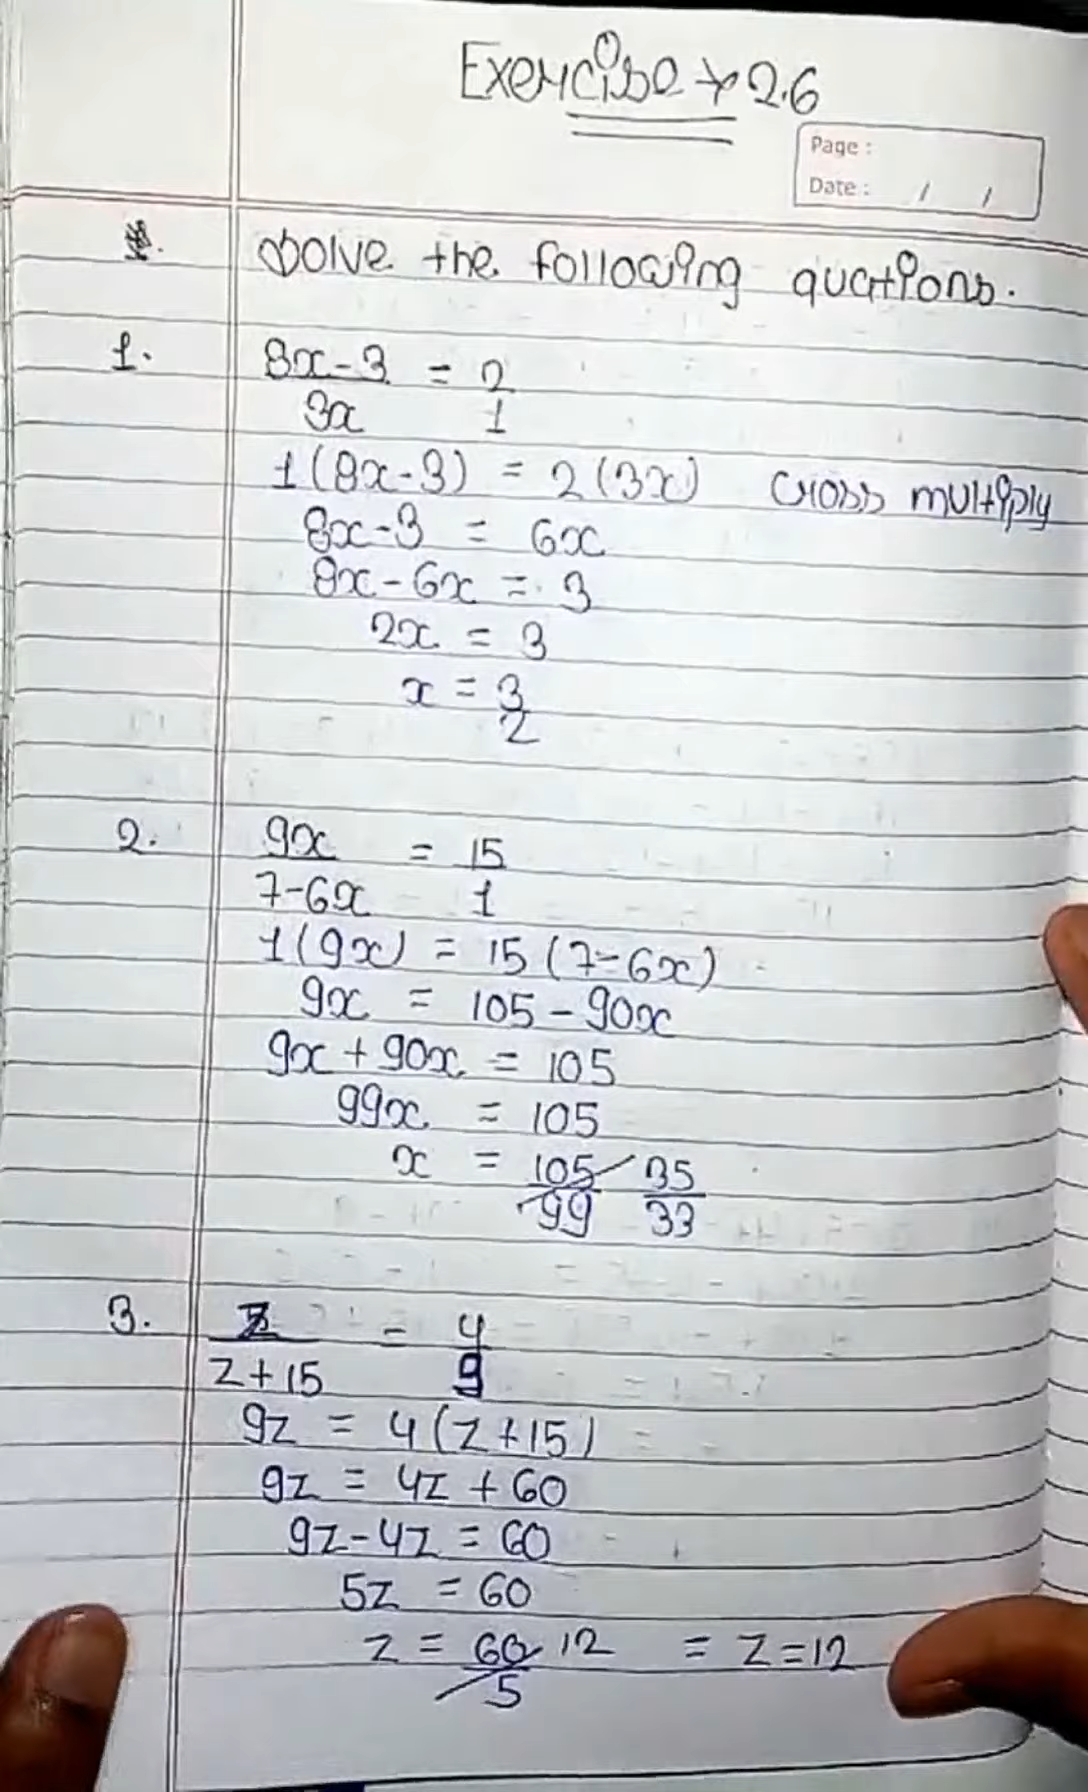 Exercise → 2.6
Page :
Date : / /
Solve the following quetions.
1. 8x-3 = 2
3x 1
1(8x-3) = 2(3x) cross multiply
8x-3 = 6x
8x-6x = 3
2x = 3
x = 3
2
2. 9x = 15
7-6x 1
1(9x) = 15(7-6x)
9x = 105-90x
9x+90x = 105
99x = 105
x = 105 35
99 33
3. z = 4
z+15 9
9z = 4(z+15)
9z = 4z+60
9z-4z = 60
5z = 60
z = 60 12 = z=12
5